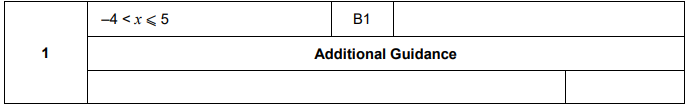 –4 < x ⩽ 5 B1
1
Additional Guidance